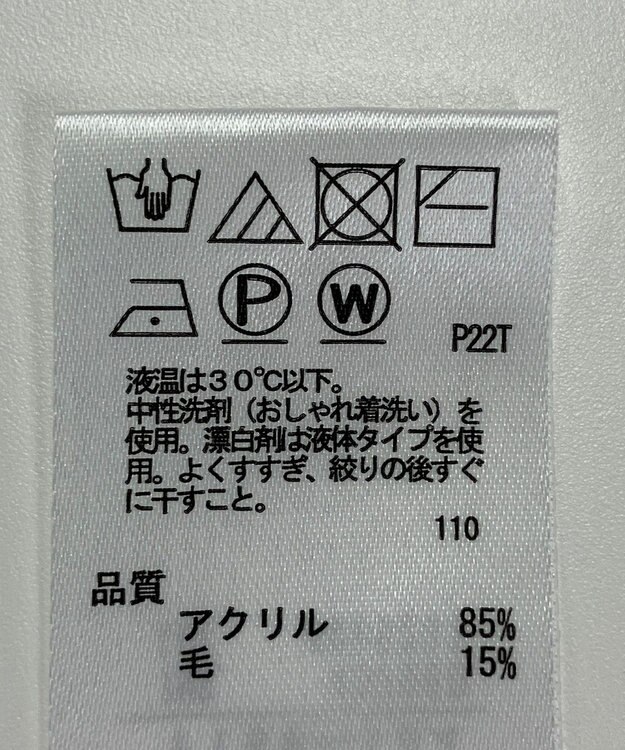 P W P22T
液温は30℃以下。
中性洗剤（おしゃれ着洗い）を
使用。漂白剤は液体タイプを使
用。よくすすぎ、絞りの後すぐ
に干すこと。
110
品質
アクリル 85%
毛 15%